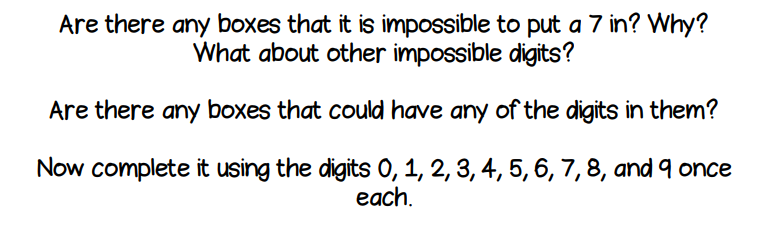 Are there any boxes that it is impossible to put a 7 in? Why?
What about other impossible digits?
Are there any boxes that could have any of the digits in them?
Now complete it using the digits 0, 1, 2, 3, 4, 5, 6, 7, 8, and 9 once
each.